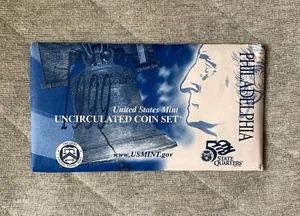 PHILADELPHIA
1999
United States Mint
UNCIRCULATED COIN SET
www.USMINT.gov
50
STATE
QUARTERS